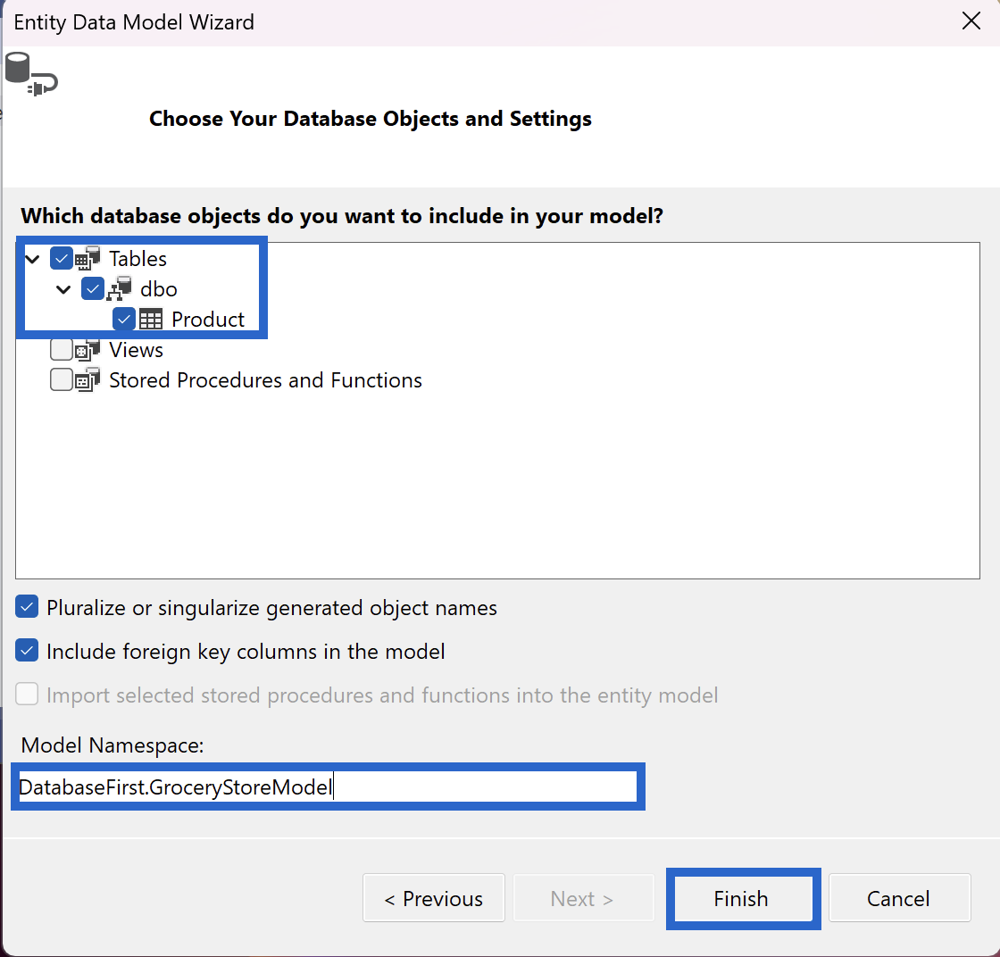 Entity Data Model Wizard
Choose Your Database Objects and Settings
Which database objects do you want to include in your model?
Tables
dbo
Product
Views
Stored Procedures and Functions
Pluralize or singularize generated object names
Include foreign key columns in the model
Import selected stored procedures and functions into the entity model
Model Namespace:
DatabaseFirst.GroceryStoreModel
< Previous
Next >
Finish
Cancel